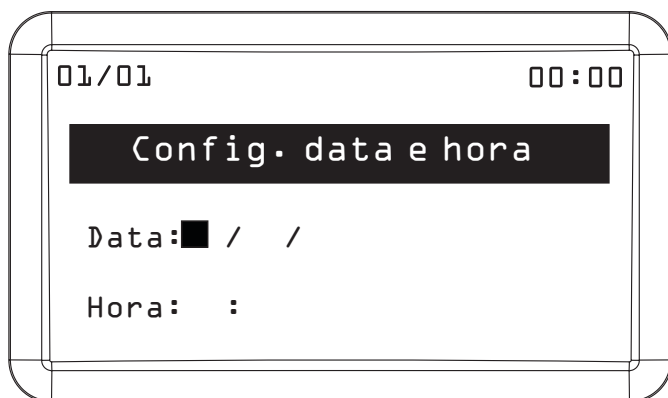 01/01 00:00
Config. data e hora
Data: / /
Hora: :